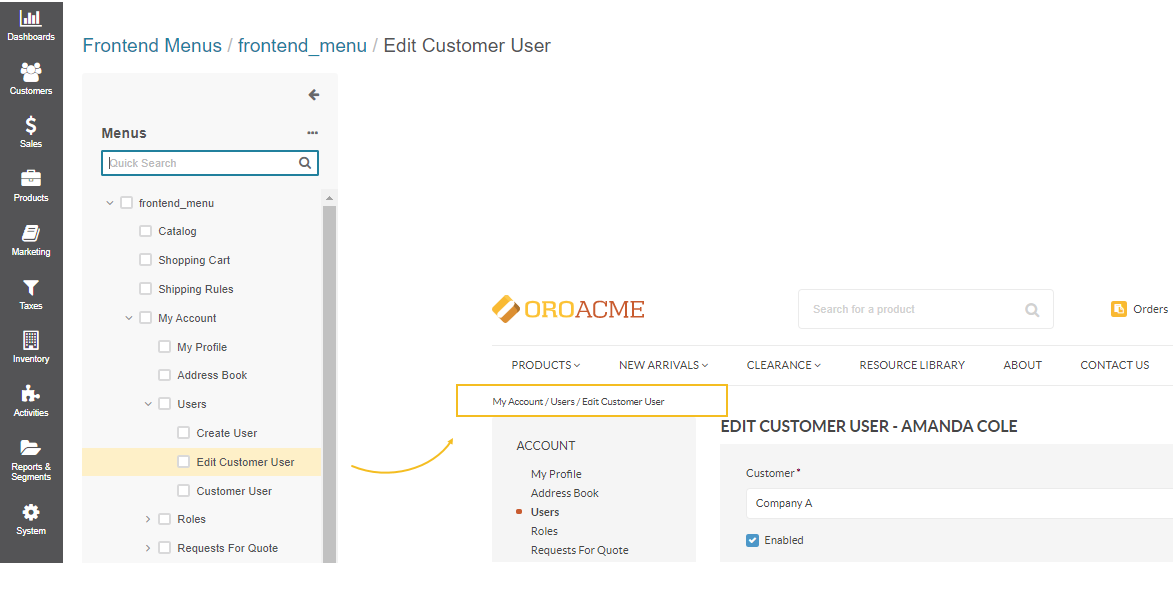 Dashboards
Customers
Sales
Products
Marketing
Taxes
Inventory
Activities
Reports &
Segments
System
Frontend Menus / frontend_menu / Edit Customer User
Menus
Quick Search
frontend_menu
Catalog
Shopping Cart
Shipping Rules
My Account
My Profile
Address Book
Users
Create User
Edit Customer User
Customer User
Roles
Requests For Quote
OROACME
Search for a product
Orders
PRODUCTS NEW ARRIVALS CLEARANCE RESOURCE LIBRARY ABOUT CONTACT US
My Account / Users / Edit Customer User
ACCOUNT
My Profile
Address Book
Users
Roles
Requests For Quote
EDIT CUSTOMER USER - AMANDA COLE
Customer*
Company A
Enabled